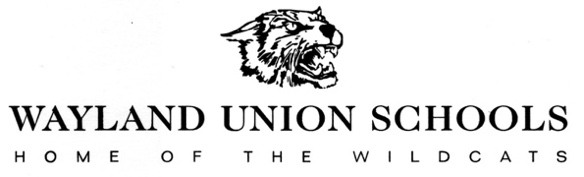 WAYLAND UNION SCHOOLS
HOME OF THE WILDCATS